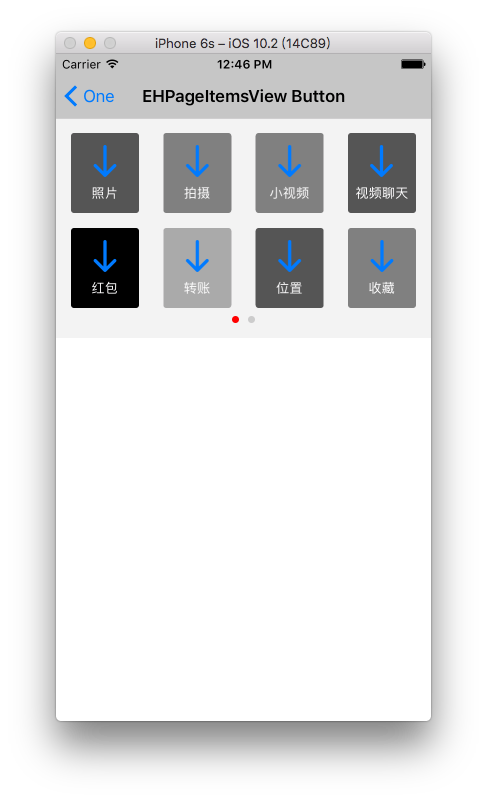 iPhone 6s – iOS 10.2 (14C89)
Carrier 12:46 PM
One EHPageItemsView Button
照片 拍摄 小视频 视频聊天
红包 转账 位置 收藏